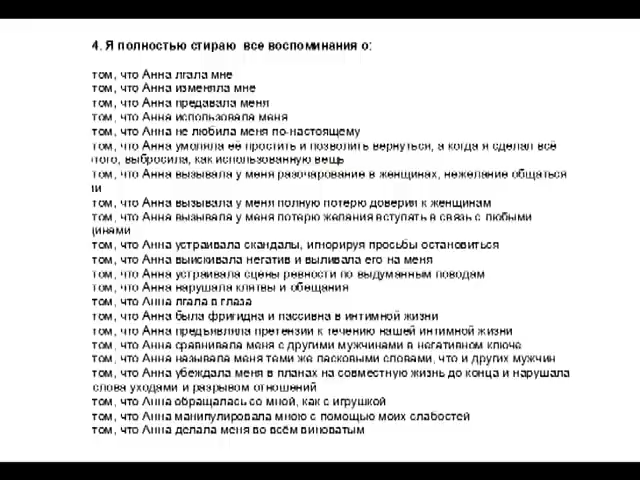 4. Я полностью стираю все воспоминания о:
том, что Анна лгала мне
том, что Анна изменяла мне
том, что Анна предавала меня
том, что Анна использовала меня
том, что Анна не любила меня по-настоящему
том, что Анна умоляла её простить и позволить вернуться, а когда я сделал всё
этого, выбросила, как использованную вещь
том, что Анна вызывала у меня разочарование в женщинах, нежелание общаться
ми
том, что Анна вызывала у меня полную потерю доверия к женщинам
том, что Анна вызывала у меня потерю желания вступать в связь с любыми
щинами
том, что Анна устраивала скандалы, игнорируя просьбы остановиться
том, что Анна выискивала негатив и выливала его на меня
том, что Анна устраивала сцены ревности по выдуманным поводам
том, что Анна нарушала клятвы и обещания
том, что Анна лгала в глаза
том, что Анна была фригидна и пассивна в интимной жизни
том, что Анна предъявляла претензии к течению нашей интимной жизни
том, что Анна сравнивала меня с другими мужчинами в негативном ключе
том, что Анна называла меня теми же ласковыми словами, что и других мужчин
том, что Анна убеждала меня в планах на совместную жизнь до конца и нарушала
слова уходами и разрывом отношений
том, что Анна обращалась со мной, как с игрушкой
том, что Анна манипулировала мною с помощью моих слабостей
том, что Анна делала меня во всём виноватым